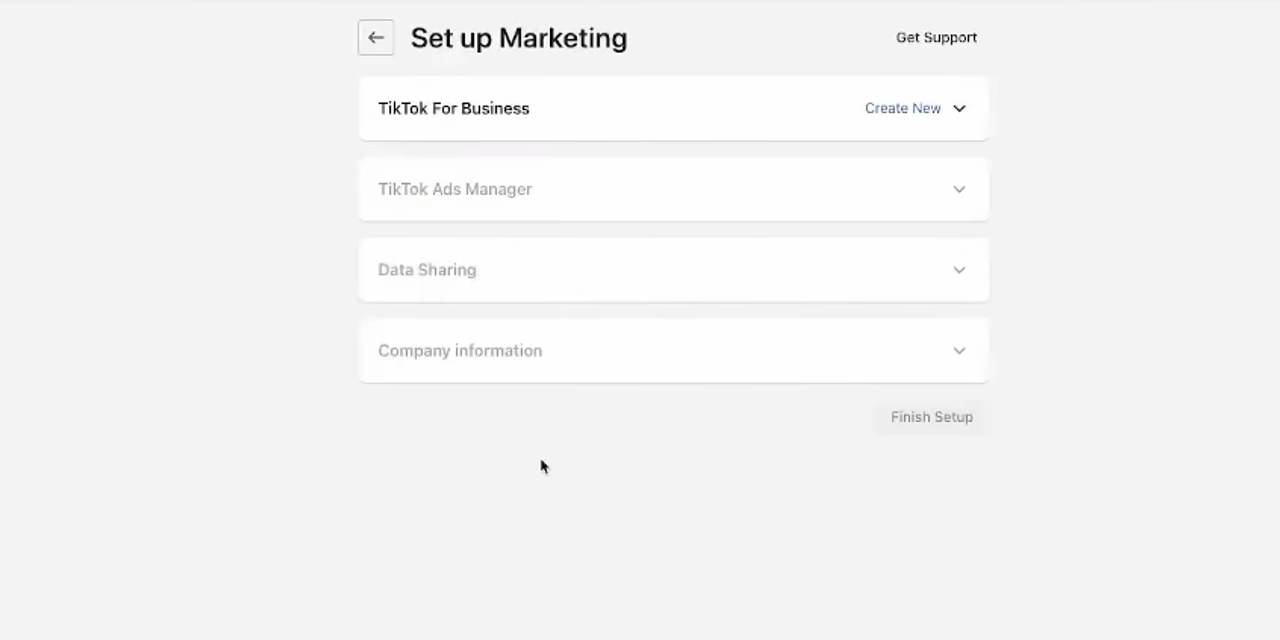 Set up Marketing
Get Support
TikTok For Business
Create New
TikTok Ads Manager
Data Sharing
Company information
Finish Setup